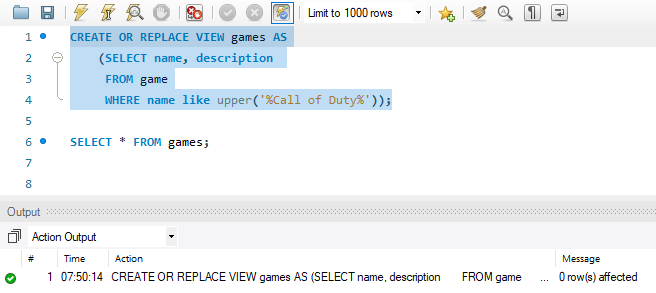 Limit to 1000 rows
1 CREATE OR REPLACE VIEW games AS
2 (SELECT name, description
3 FROM game
4 WHERE name like upper('%Call of Duty%'));
5
6 SELECT * FROM games;
7
8
Output
Action Output
# Time Action Message
1 07:50:14 CREATE OR REPLACE VIEW games AS (SELECT name, description FROM game ... 0 row(s) affected